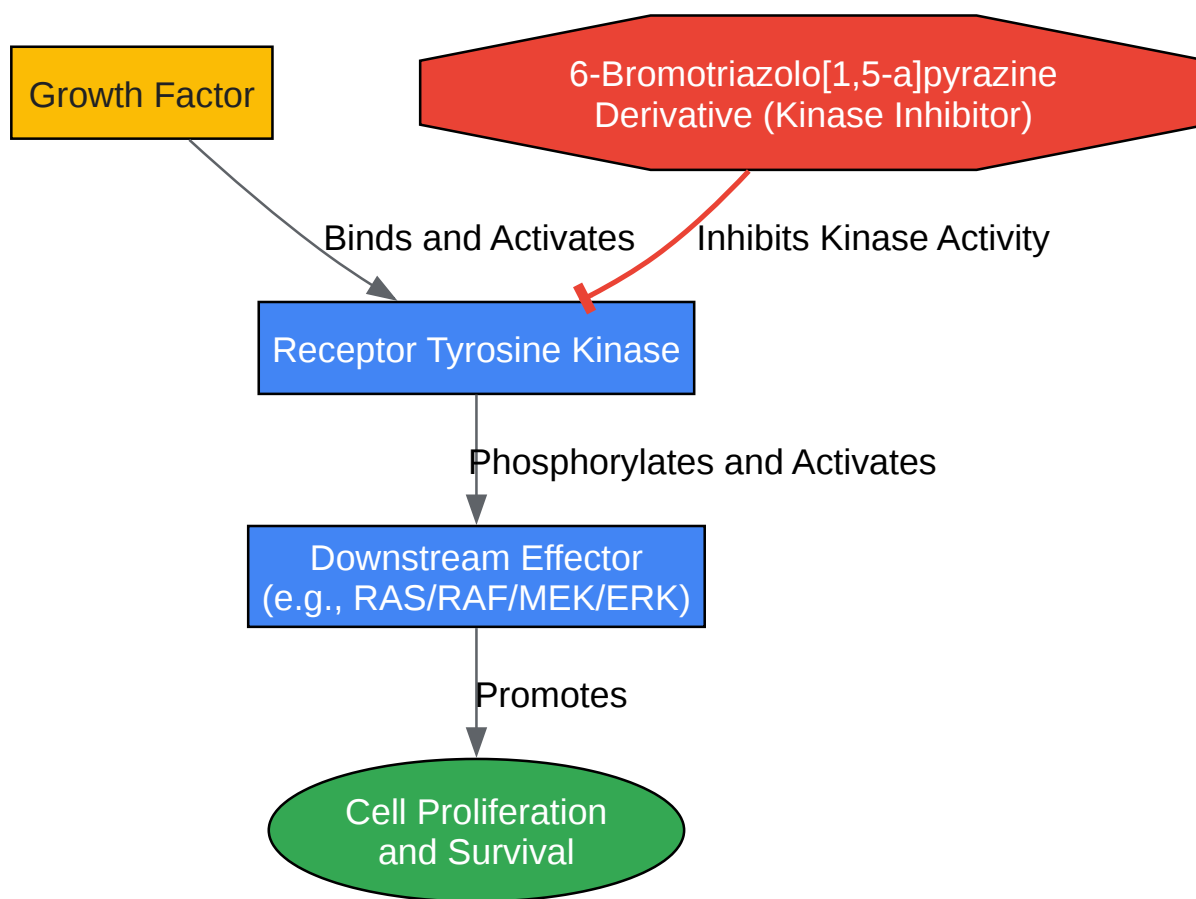 Growth Factor
6-Bromotriazolo[1,5-a]pyrazine
Derivative (Kinase Inhibitor)
Binds and Activates
Inhibits Kinase Activity
Receptor Tyrosine Kinase
Phosphorylates and Activates
Downstream Effector
(e.g., RAS/RAF/MEK/ERK)
Promotes
Cell Proliferation
and Survival